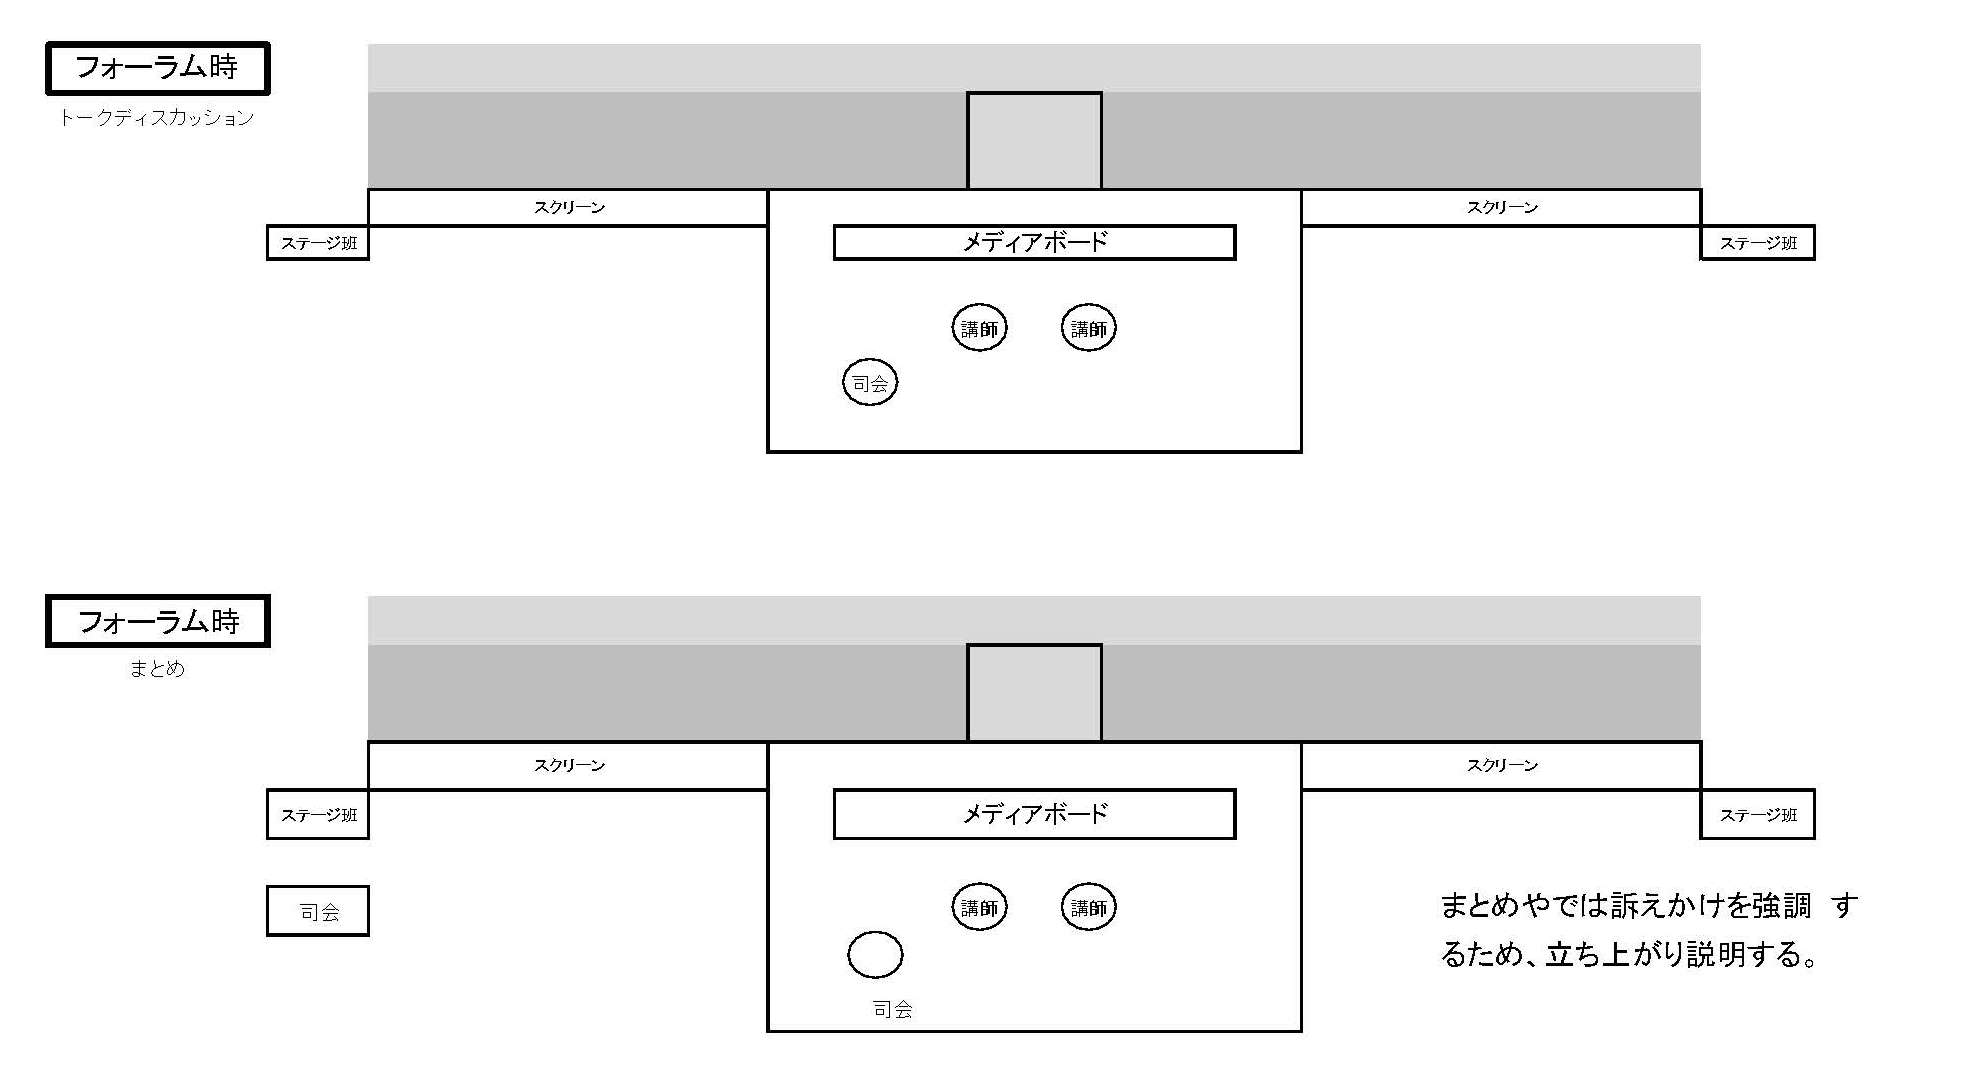 フォーラム時
トークディスカッション
スクリーン
スクリーン
ステージ班
メディアボード
ステージ班
講師
講師
司会
フォーラム時
まとめ
スクリーン
スクリーン
ステージ班
メディアボード
ステージ班
司会
講師
講師
司会
まとめやでは訴えかけを強調　す
るため、立ち上がり説明する。